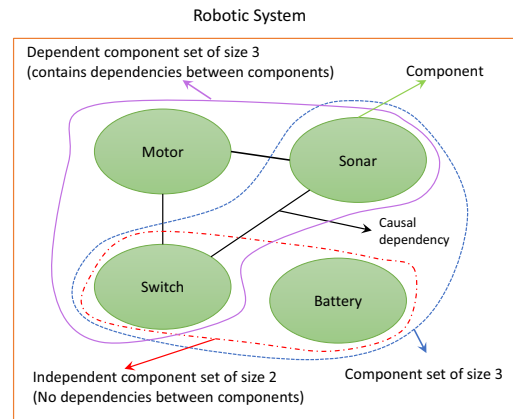 Robotic System
Dependent component set of size 3
(contains dependencies between components)
Component
Motor
Sonar
Causal
dependency
Switch
Battery
Independent component set of size 2
(No dependencies between components)
Component set of size 3